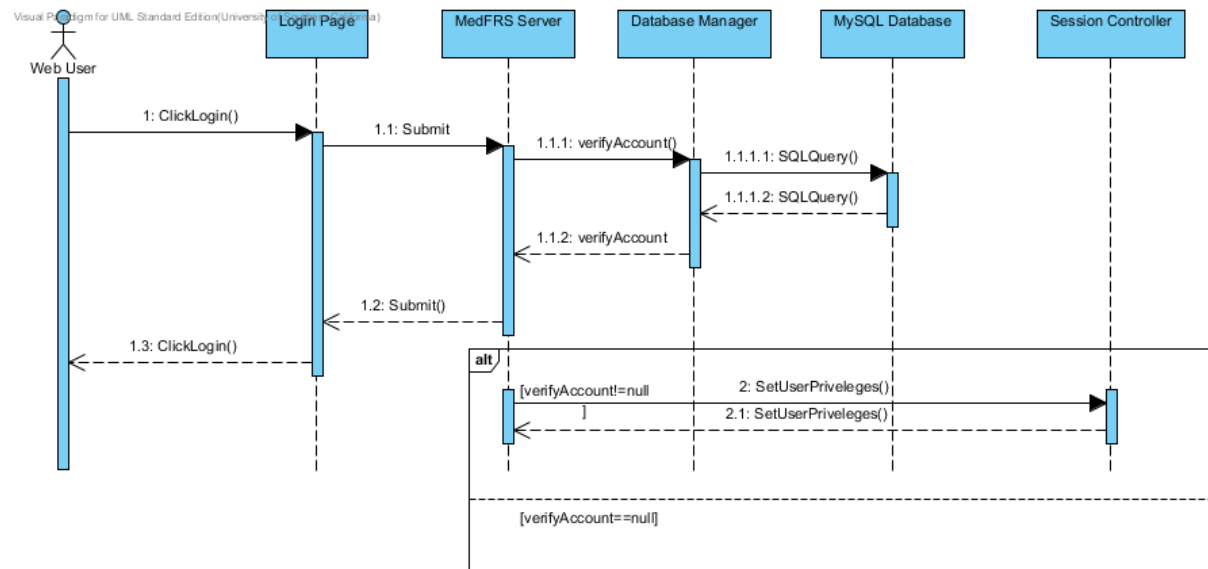 Visual Paradigm for UML Standard Edition(University of Southern California)
Login Page
MedFRS Server
Database Manager
MySQL Database
Session Controller
Web User
1: ClickLogin()
1.1: Submit
1.1.1: verifyAccount()
1.1.1.1: SQLQuery()
1.1.1.2: SQLQuery()
1.1.2: verifyAccount
1.2: Submit()
1.3: ClickLogin()
alt
[verifyAccount!=null
]
2: SetUserPriveleges()
2.1: SetUserPriveleges()
[verifyAccount==null]